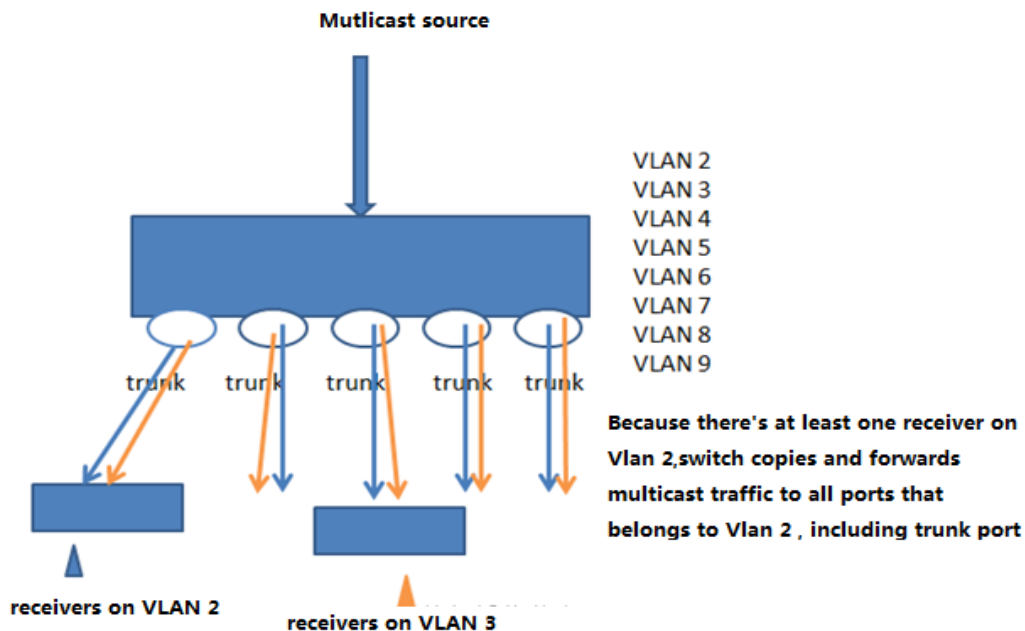 Mutlicast source
VLAN 2
VLAN 3
VLAN 4
VLAN 5
VLAN 6
VLAN 7
VLAN 8
VLAN 9
trunk
trunk
trunk
trunk
trunk
Because there's at least one receiver on
Vlan 2,switch copies and forwards
multicast traffic to all ports that
belongs to Vlan 2 , including trunk port
receivers on VLAN 2
receivers on VLAN 3